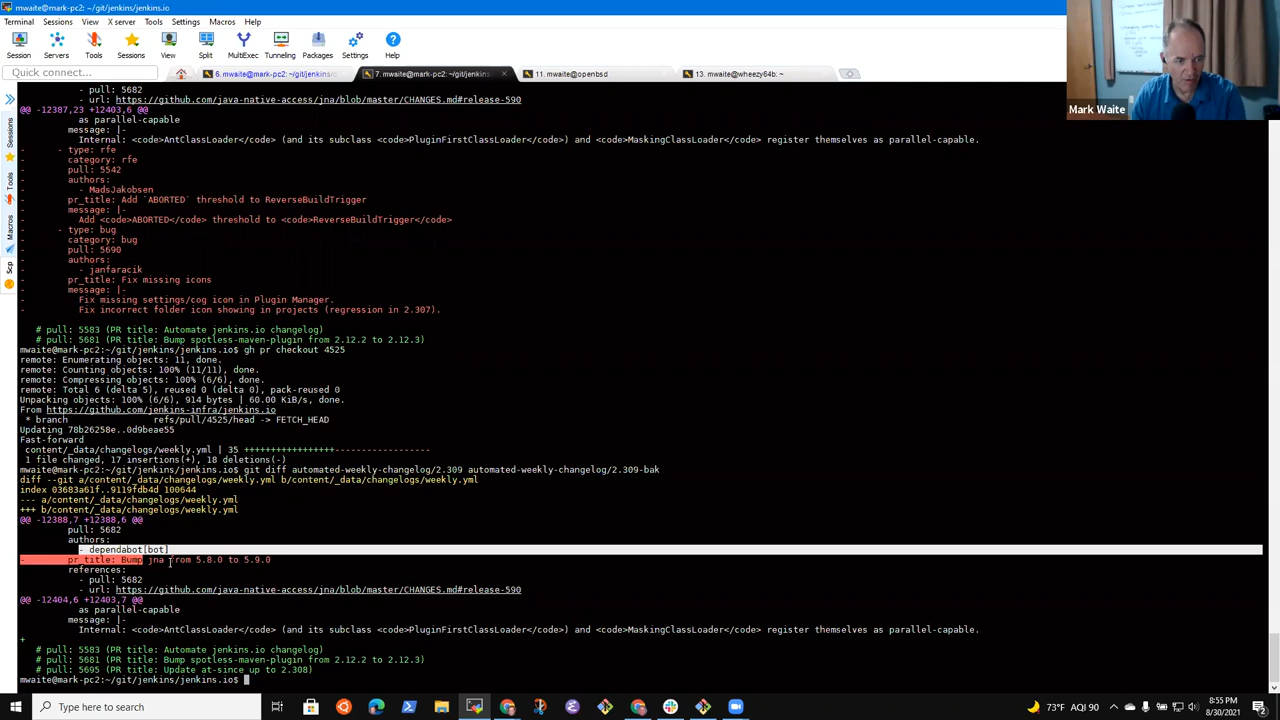 mwaite@mark-pc2: ~/git/jenkins/jenkins.io
Terminal Sessions View X server Tools Settings Macros Help
Session Servers Tools Sessions View Split MultiExec Tunneling Packages Settings Help
Quick connect...
6. mwaite@mark-pc2: ~/git/jenkins/
7. mwaite@mark-pc2: ~/git/jenkins
11. mwaite@openbsd
13. mwaite@wheezy64b: ~
Mark Waite
Sessions
Tools
Macros
Scp
- pull: 5682
- url: https://github.com/java-native-access/jna/blob/master/CHANGES.md#release-590
@@ -12387,23 +12403,6 @@
as parallel-capable
message: |-
Internal: <code>AntClassLoader</code> (and its subclass <code>PluginFirstClassLoader</code>) and <code>MaskingClassLoader</code> register themselves as parallel-capable.
- - type: rfe
- category: rfe
- pull: 5542
- authors:
- - MadsJakobsen
- pr_title: Add `ABORTED` threshold to ReverseBuildTrigger
- message: |-
- Add <code>ABORTED</code> threshold to <code>ReverseBuildTrigger</code>
- - type: bug
- category: bug
- pull: 5690
- authors:
- - janfaracik
- pr_title: Fix missing icons
- message: |-
- Fix missing settings/cog icon in Plugin Manager.
- Fix incorrect folder icon showing in projects (regression in 2.307).
# pull: 5583 (PR title: Automate jenkins.io changelog)
# pull: 5681 (PR title: Bump spotless-maven-plugin from 2.12.2 to 2.12.3)
mwaite@mark-pc2:~/git/jenkins/jenkins.io$ gh pr checkout 4525
remote: Enumerating objects: 11, done.
remote: Counting objects: 100% (11/11), done.
remote: Compressing objects: 100% (6/6), done.
remote: Total 6 (delta 5), reused 0 (delta 0), pack-reused 0
Unpacking objects: 100% (6/6), 914 bytes | 60.00 KiB/s, done.
From https://github.com/jenkins-infra/jenkins.io
* branch refs/pull/4525/head -> FETCH_HEAD
Updating 78b26258e..0d9beae55
Fast-forward
content/_data/changelogs/weekly.yml | 35 +++++++++++++++++------------------
1 file changed, 17 insertions(+), 18 deletions(-)
mwaite@mark-pc2:~/git/jenkins/jenkins.io$ git diff automated-weekly-changelog/2.309 automated-weekly-changelog/2.309-bak
diff --git a/content/_data/changelogs/weekly.yml b/content/_data/changelogs/weekly.yml
index 03683a61f..9119fdb4d 100644
--- a/content/_data/changelogs/weekly.yml
+++ b/content/_data/changelogs/weekly.yml
@@ -12388,7 +12388,6 @@
pull: 5682
authors:
- dependabot[bot]
- pr_title: Bump jna from 5.8.0 to 5.9.0
references:
- pull: 5682
- url: https://github.com/java-native-access/jna/blob/master/CHANGES.md#release-590
@@ -12404,6 +12403,7 @@
as parallel-capable
message: |-
Internal: <code>AntClassLoader</code> (and its subclass <code>PluginFirstClassLoader</code>) and <code>MaskingClassLoader</code> register themselves as parallel-capable.
+
# pull: 5583 (PR title: Automate jenkins.io changelog)
# pull: 5681 (PR title: Bump spotless-maven-plugin from 2.12.2 to 2.12.3)
# pull: 5695 (PR title: Update at-since up to 2.308)
mwaite@mark-pc2:~/git/jenkins/jenkins.io$
Type here to search
73°F AQI 90
8:55 PM
8/30/2021
2